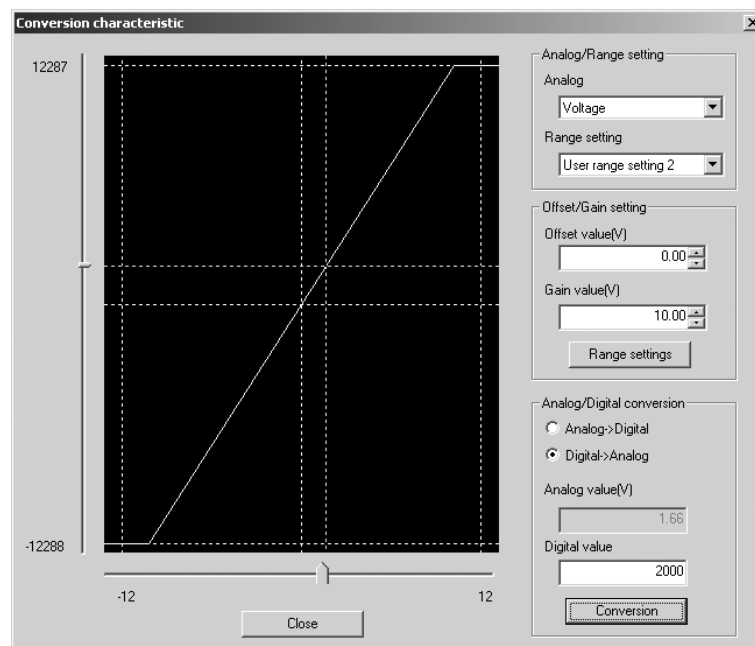 Conversion characteristic
12287
-12288
-12
12
Close
Analog/Range setting
Analog
Voltage
Range setting
User range setting 2
Offset/Gain setting
Offset value(V)
0.00
Gain value(V)
10.00
Range settings
Analog/Digital conversion
Analog->Digital
Digital->Analog
Analog value(V)
1.66
Digital value
2000
Conversion